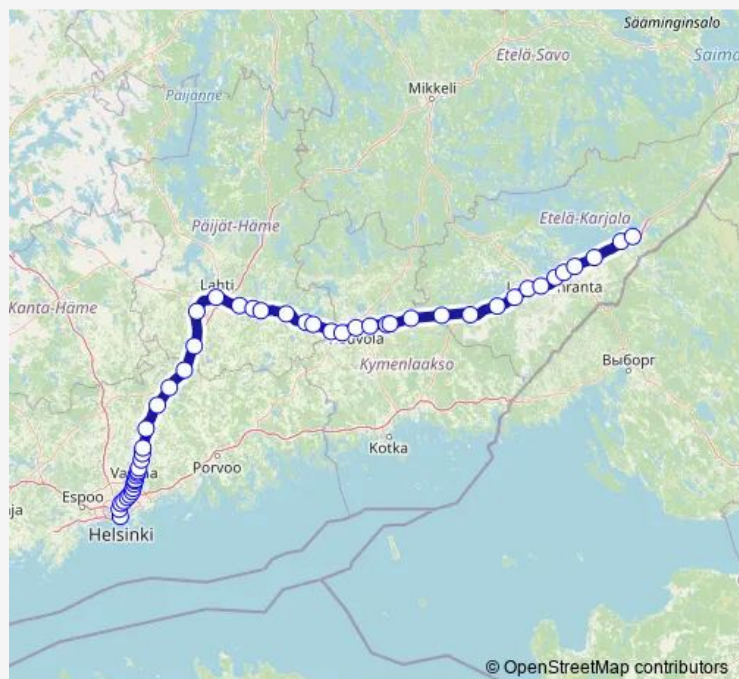 Sääminginsalo
Etelä-Savo
Saima
Mikkeli
Päijänne
Päijät-Häme
Etelä-Karjala
Lahti
Kanta-Häme
nranta
uvola
Kymenlaakso
Выборг
Kotka
Porvoo
Espoo
Helsinki
© OpenStreetMap contributors